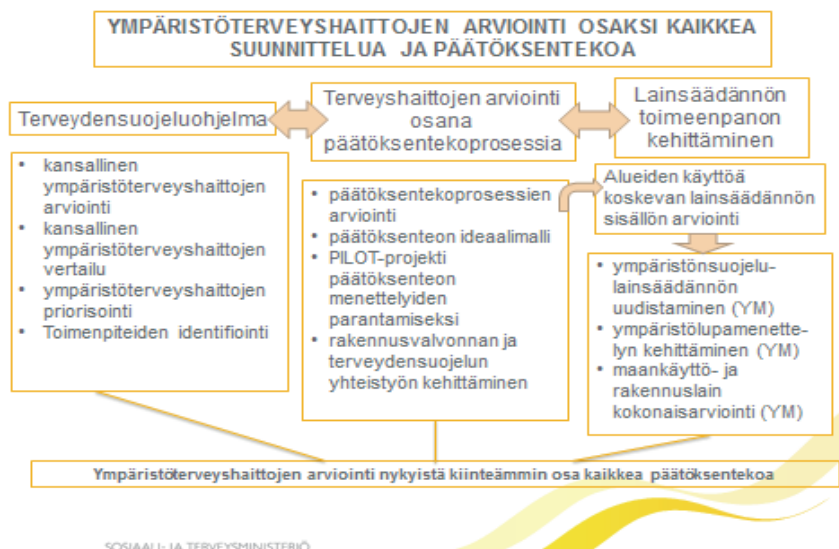 YMPÄRISTÖTERVEYSHAITTOJEN ARVIOINTI OSAKSI KAIKKEA
SUUNNITTELUA JA PÄÄTÖKSENTEKOA
Terveydensuojeluohjelma
Terveyshaittojen arviointi
osana
päätöksentekoprosessia
Lainsäädännön
toimeenpanon
kehittäminen
• kansallinen
ympäristöterveyshaittojen
arviointi
• kansallinen
ympäristöterveyshaittojen
vertailu
• ympäristöterveyshaittojen
priorisointi
• Toimenpiteiden identifiointi
• päätöksentekoprosessien
arviointi
• päätöksenteon ideaalimalli
• PILOT-projekti
päätöksenteon
menettelyiden
parantamiseksi
• rakennusvalvonnan ja
terveydensuojelun
yhteistyön kehittäminen
Alueiden käyttöä
koskevan lainsäädännön
sisällön arviointi
• ympäristönsuojelu-
lainsäädännön
uudistaminen (YM)
• ympäristölupamenette-
lyn kehittäminen (YM)
• maankäyttö- ja
rakennuslain
kokonaisarviointi (YM)
Ympäristöterveyshaittojen arviointi nykyistä kiinteämmin osa kaikkea päätöksentekoa
SOSIAALI- JA TERVEYSMINISTERIÖ